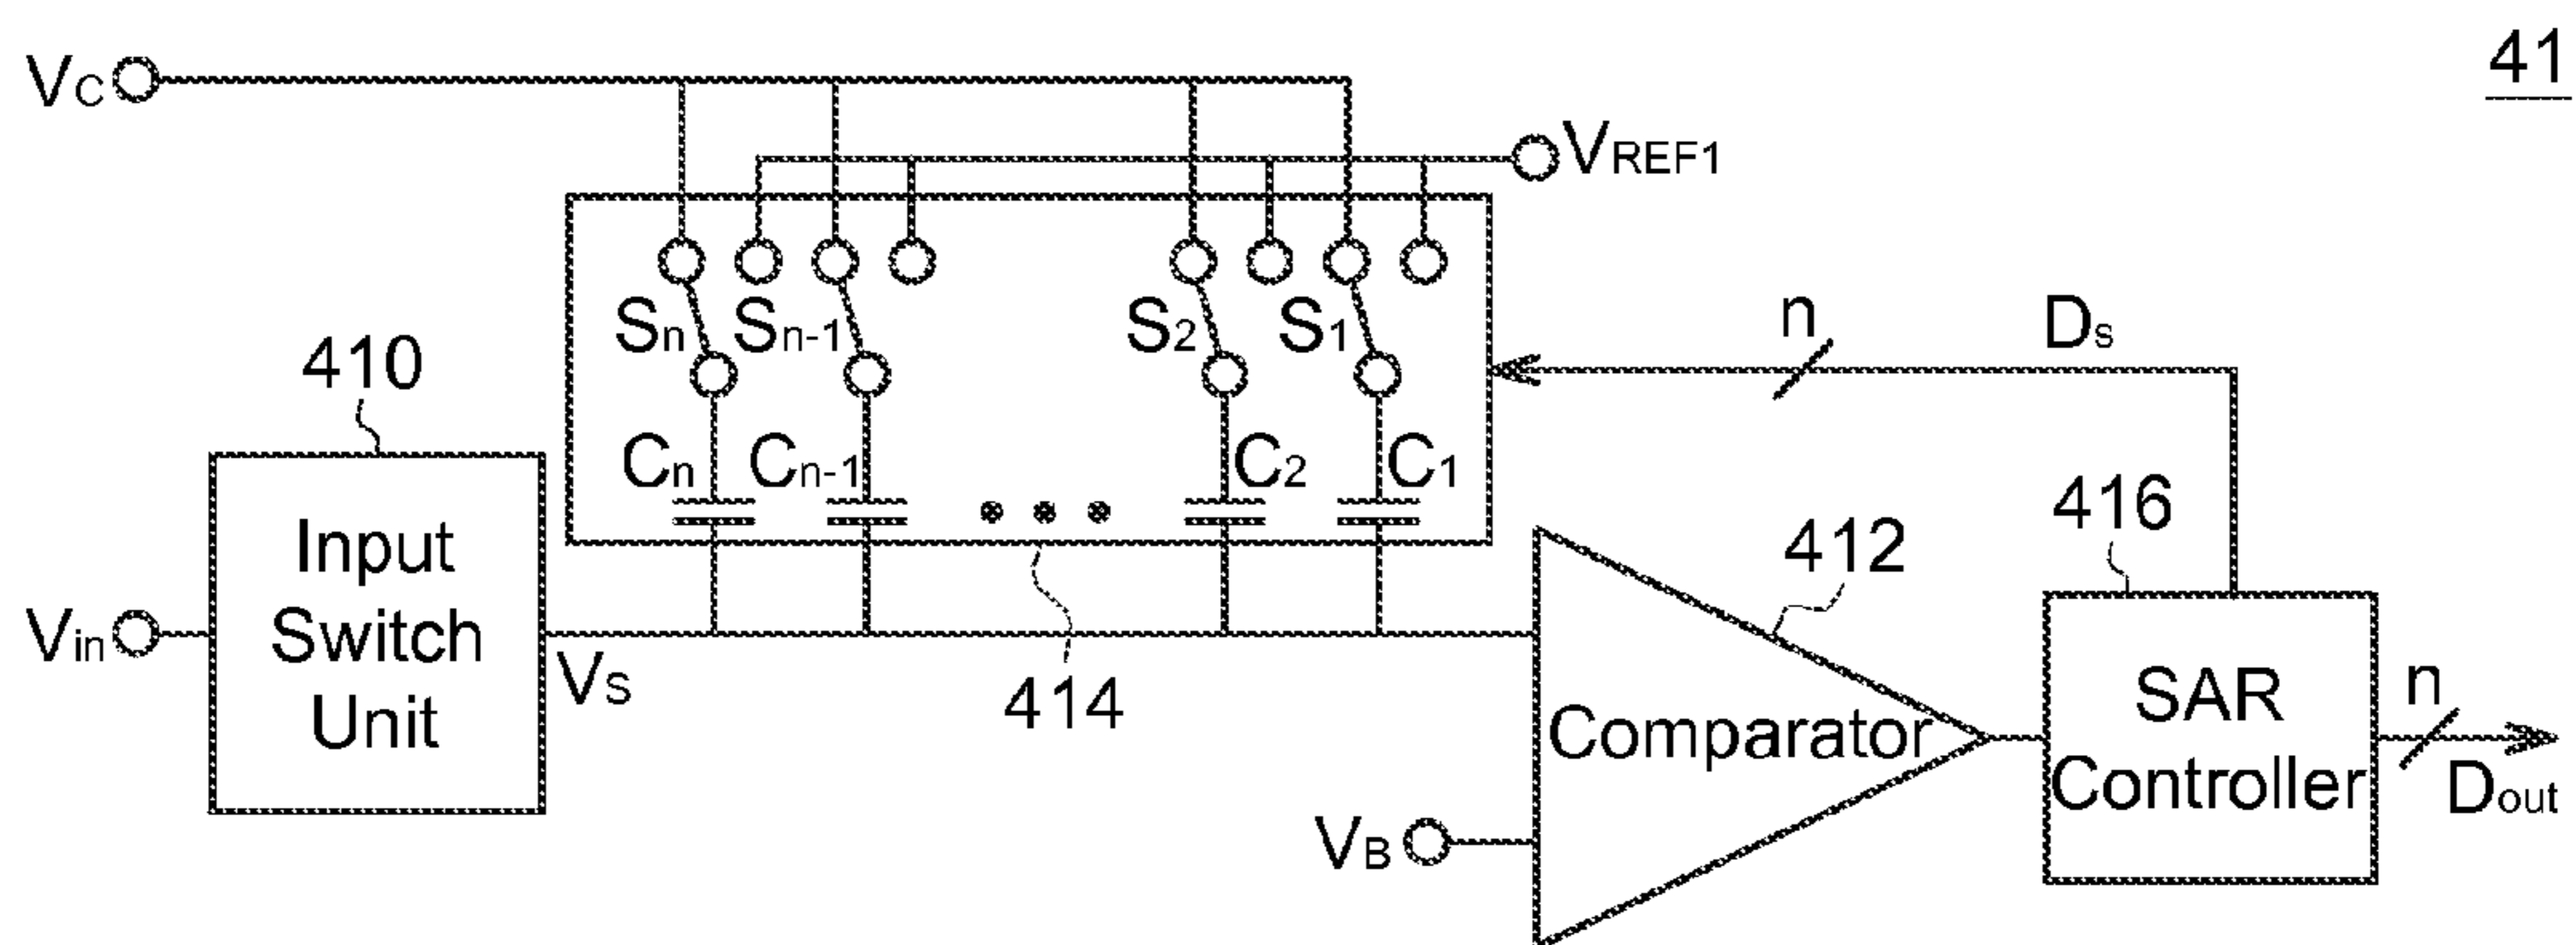 41
VC
VREF1
Sn Sn-1 S2 S1
n Ds
410
Cn Cn-1 C2 C1
Input
Switch
Unit
Vin
VS
414
412
416
Comparator
SAR
Controller
n
Dout
VB